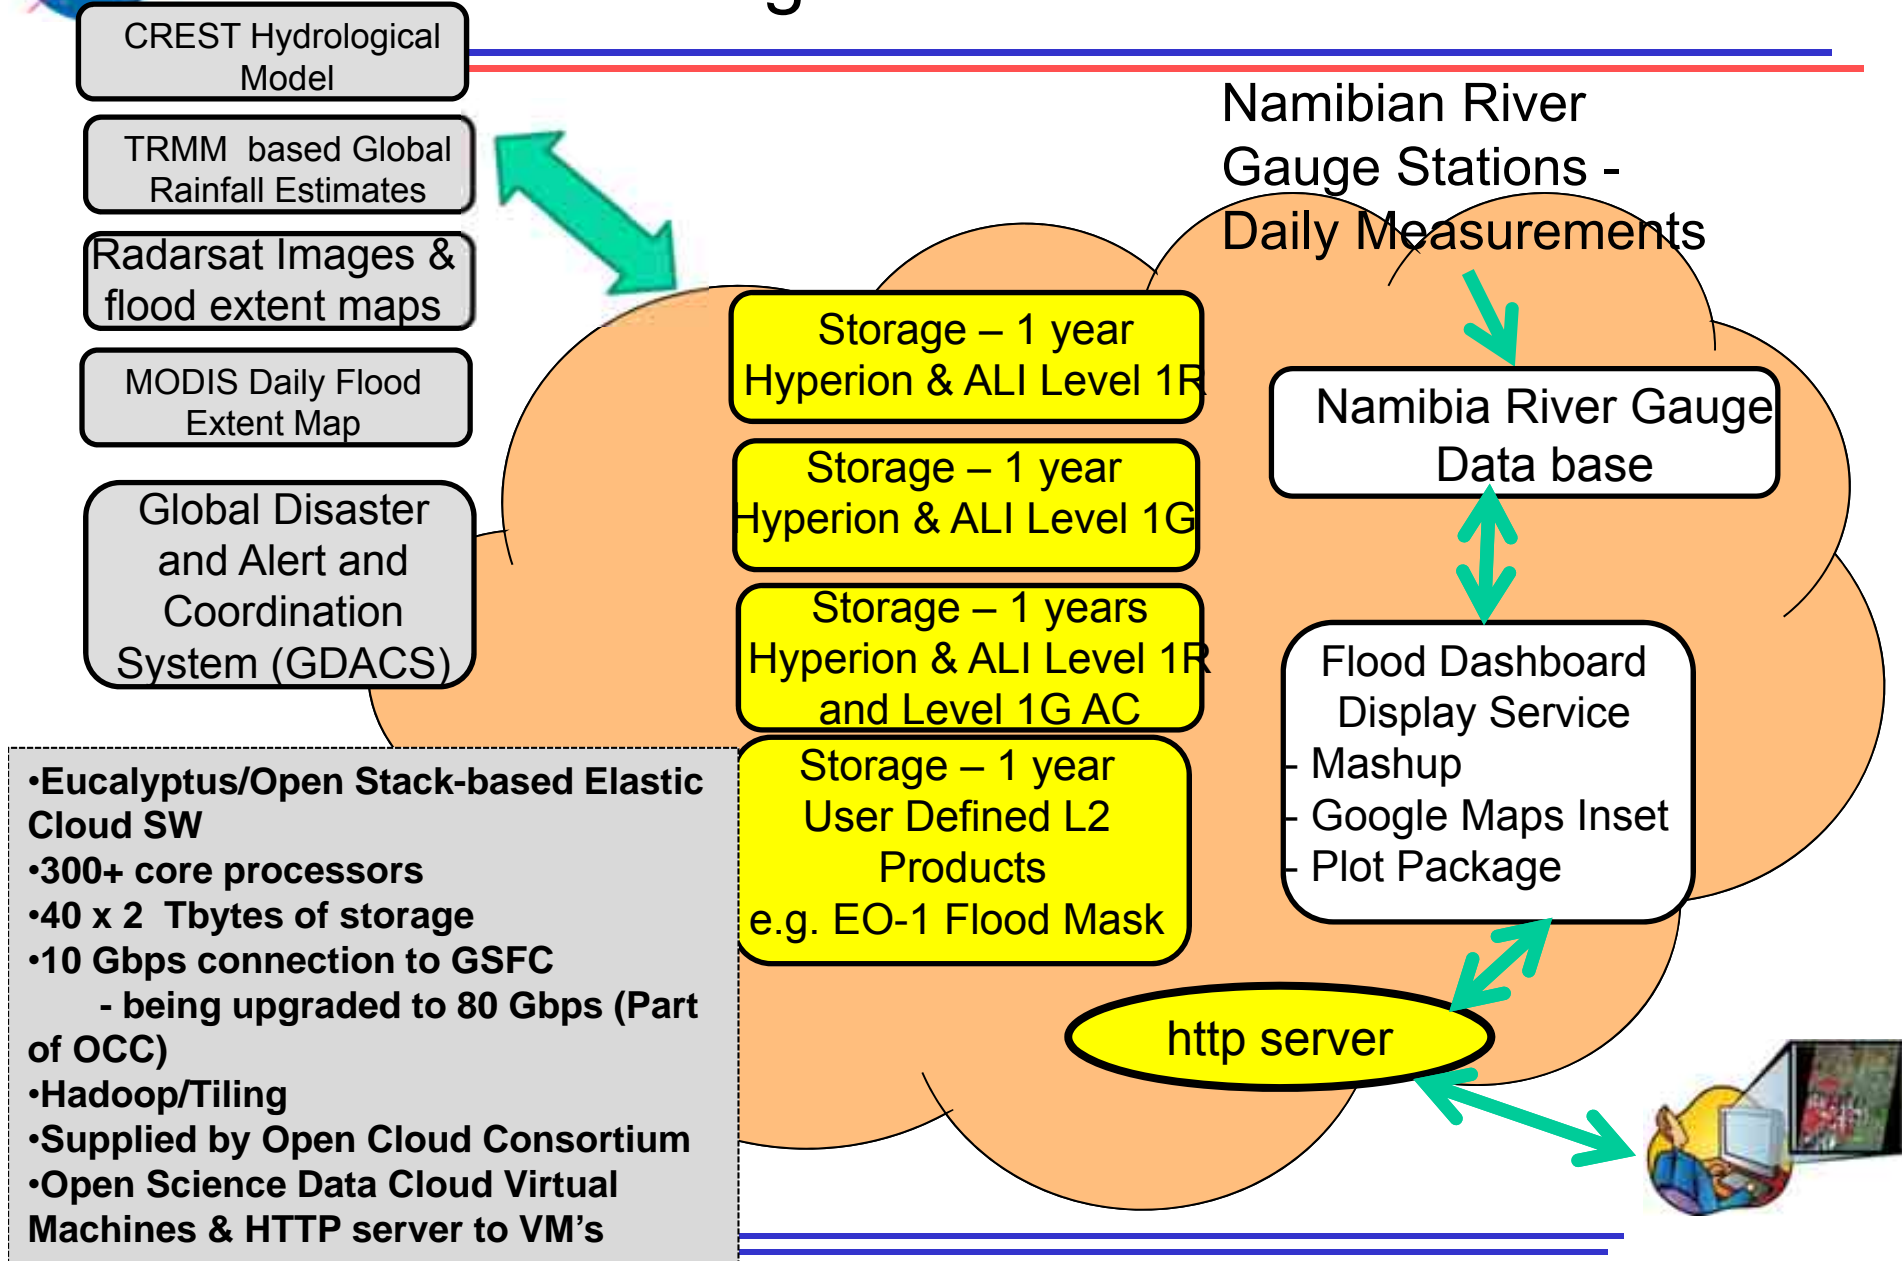 CREST Hydrological
Model
TRMM based Global
Rainfall Estimates
Radarsat Images &
flood extent maps
MODIS Daily Flood
Extent Map
Global Disaster
and Alert and
Coordination
System (GDACS)
•Eucalyptus/Open Stack-based Elastic
Cloud SW
•300+ core processors
•40 x 2 Tbytes of storage
•10 Gbps connection to GSFC
- being upgraded to 80 Gbps (Part
of OCC)
•Hadoop/Tiling
•Supplied by Open Cloud Consortium
•Open Science Data Cloud Virtual
Machines & HTTP server to VM’s
Storage – 1 year
Hyperion & ALI Level 1R
Storage – 1 year
Hyperion & ALI Level 1G
Storage – 1 years
Hyperion & ALI Level 1R
and Level 1G AC
Storage – 1 year
User Defined L2
Products
e.g. EO-1 Flood Mask
Namibian River
Gauge Stations -
Daily Measurements
Namibia River Gauge
Data base
Flood Dashboard
Display Service
- Mashup
- Google Maps Inset
- Plot Package
http server